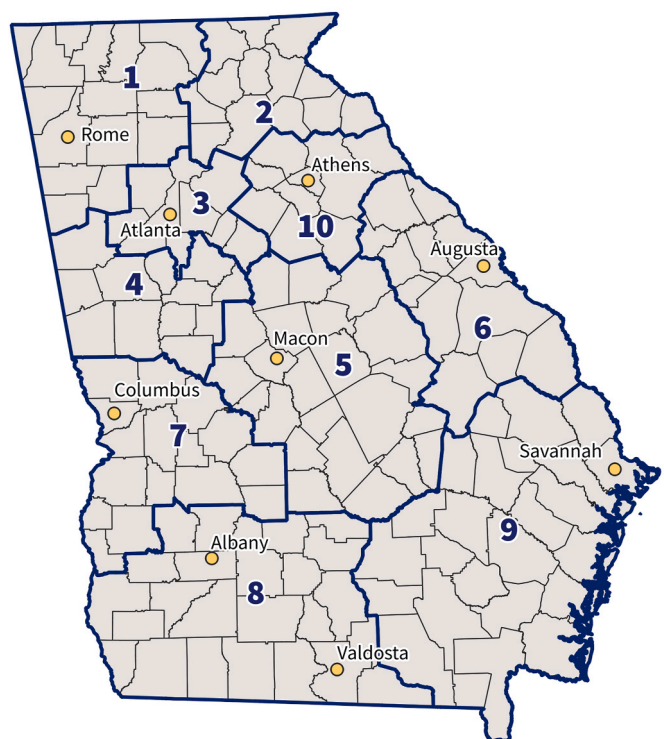 1
2
Rome
Athens
3
10
Atlanta
Augusta
4
6
Macon
5
Columbus
7
Savannah
9
Albany
8
Valdosta